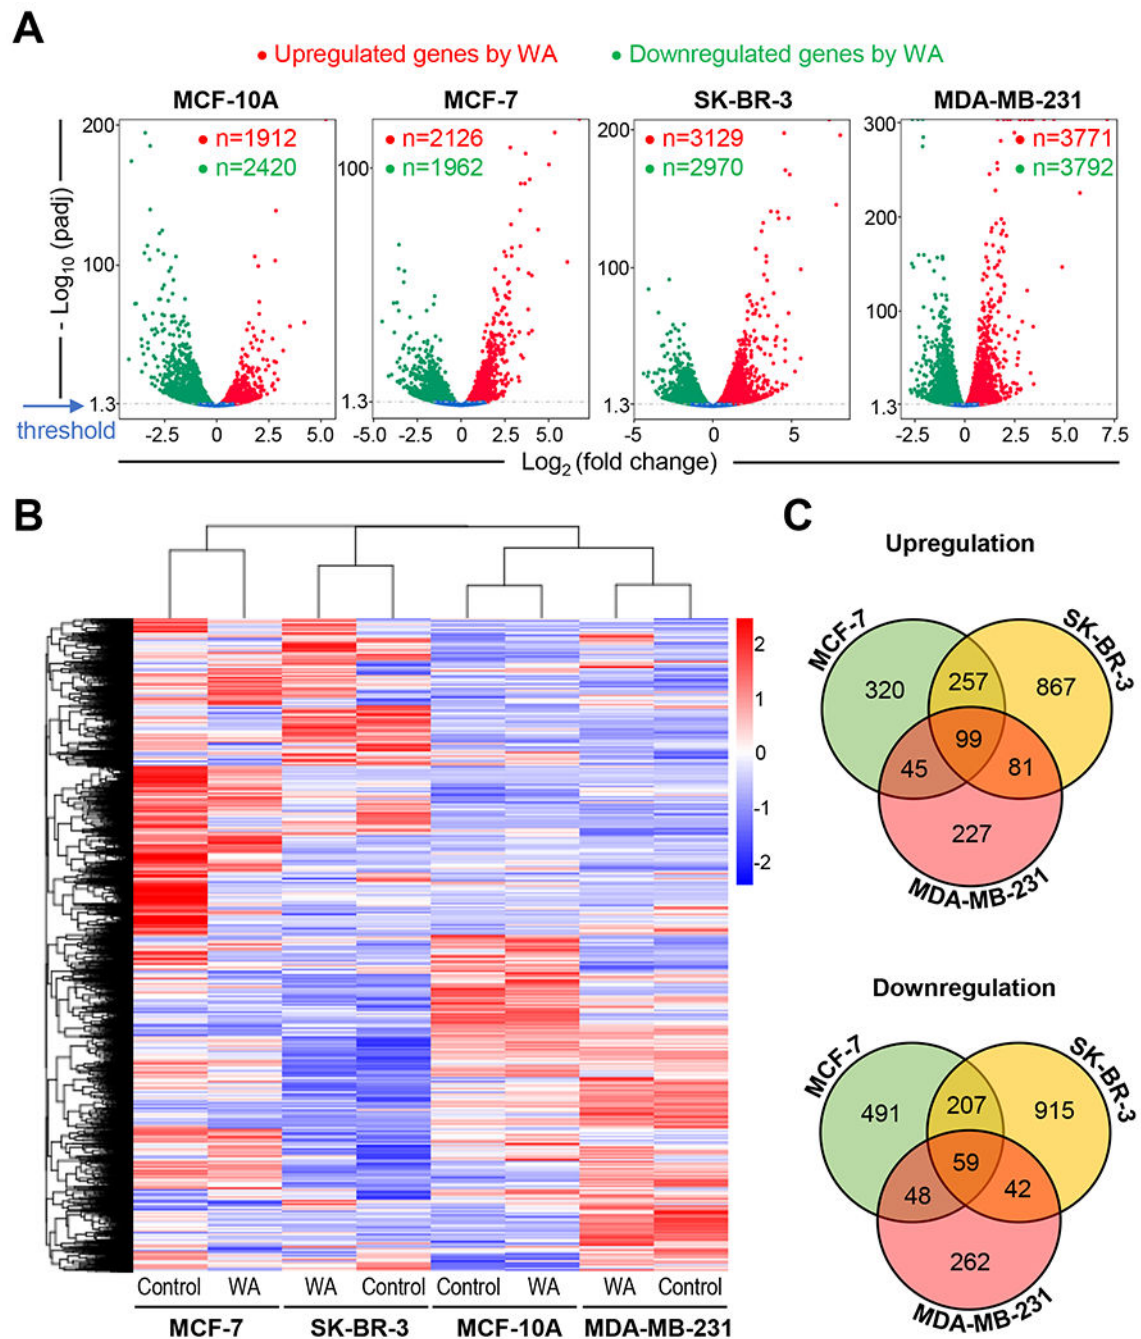 A
• Upregulated genes by WA • Downregulated genes by WA
MCF-10A MCF-7 SK-BR-3 MDA-MB-231
200 n=1912 n=2420 100 1.3 -2.5 0 2.5 5.0
n=2126 n=1962 100 1.3 -5.0 -2.5 0 2.5 5.0
200 n=3129 n=2970 100 1.3 -5 0 5
300 n=3771 n=3792 200 100 1.3 -2.5 0 2.5 5.0 7.5
- Log10 (padj)
threshold
Log2 (fold change)
B
2
1
0
-1
-2
Control WA WA Control Control WA WA Control
MCF-7 SK-BR-3 MCF-10A MDA-MB-231
C
Upregulation
MCF-7 SK-BR-3
320 257 867
99
45 81
227
MDA-MB-231
Downregulation
MCF-7 SK-BR-3
491 207 915
59
48 42
262
MDA-MB-231